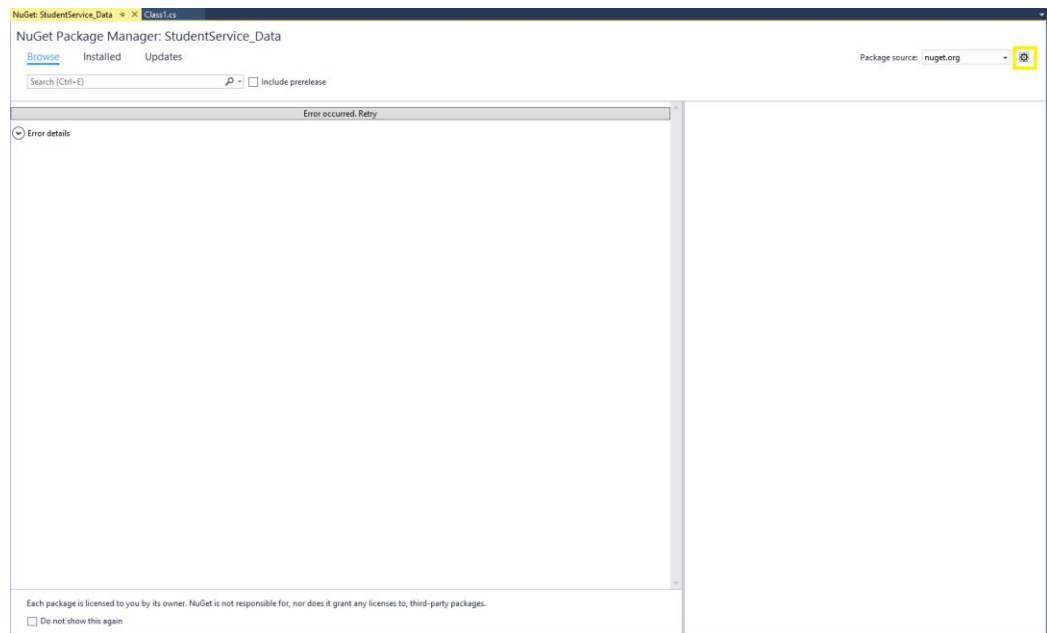 NuGet: StudentService_Data Class1.cs
NuGet Package Manager: StudentService_Data
Browse Installed Updates
Package source: nuget.org
Search (Ctrl+E) Include prerelease
Error occurred. Retry
Error details
Each package is licensed to you by its owner. NuGet is not responsible for, nor does it grant any licenses to, third-party packages.
Do not show this again